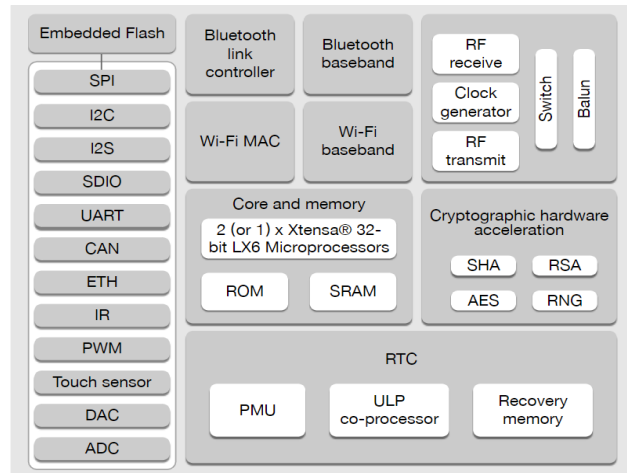 Embedded Flash
SPI
I2C
I2S
SDIO
UART
CAN
ETH
IR
PWM
Touch sensor
DAC
ADC
Bluetooth
link
controller
Bluetooth
baseband
Wi-Fi MAC
Wi-Fi
baseband
RF
receive
Clock
generator
RF
transmit
Switch
Balun
Core and memory
2 (or 1) x Xtensa® 32-
bit LX6 Microprocessors
ROM
SRAM
Cryptographic hardware
acceleration
SHA
RSA
AES
RNG
RTC
PMU
ULP
co-processor
Recovery
memory